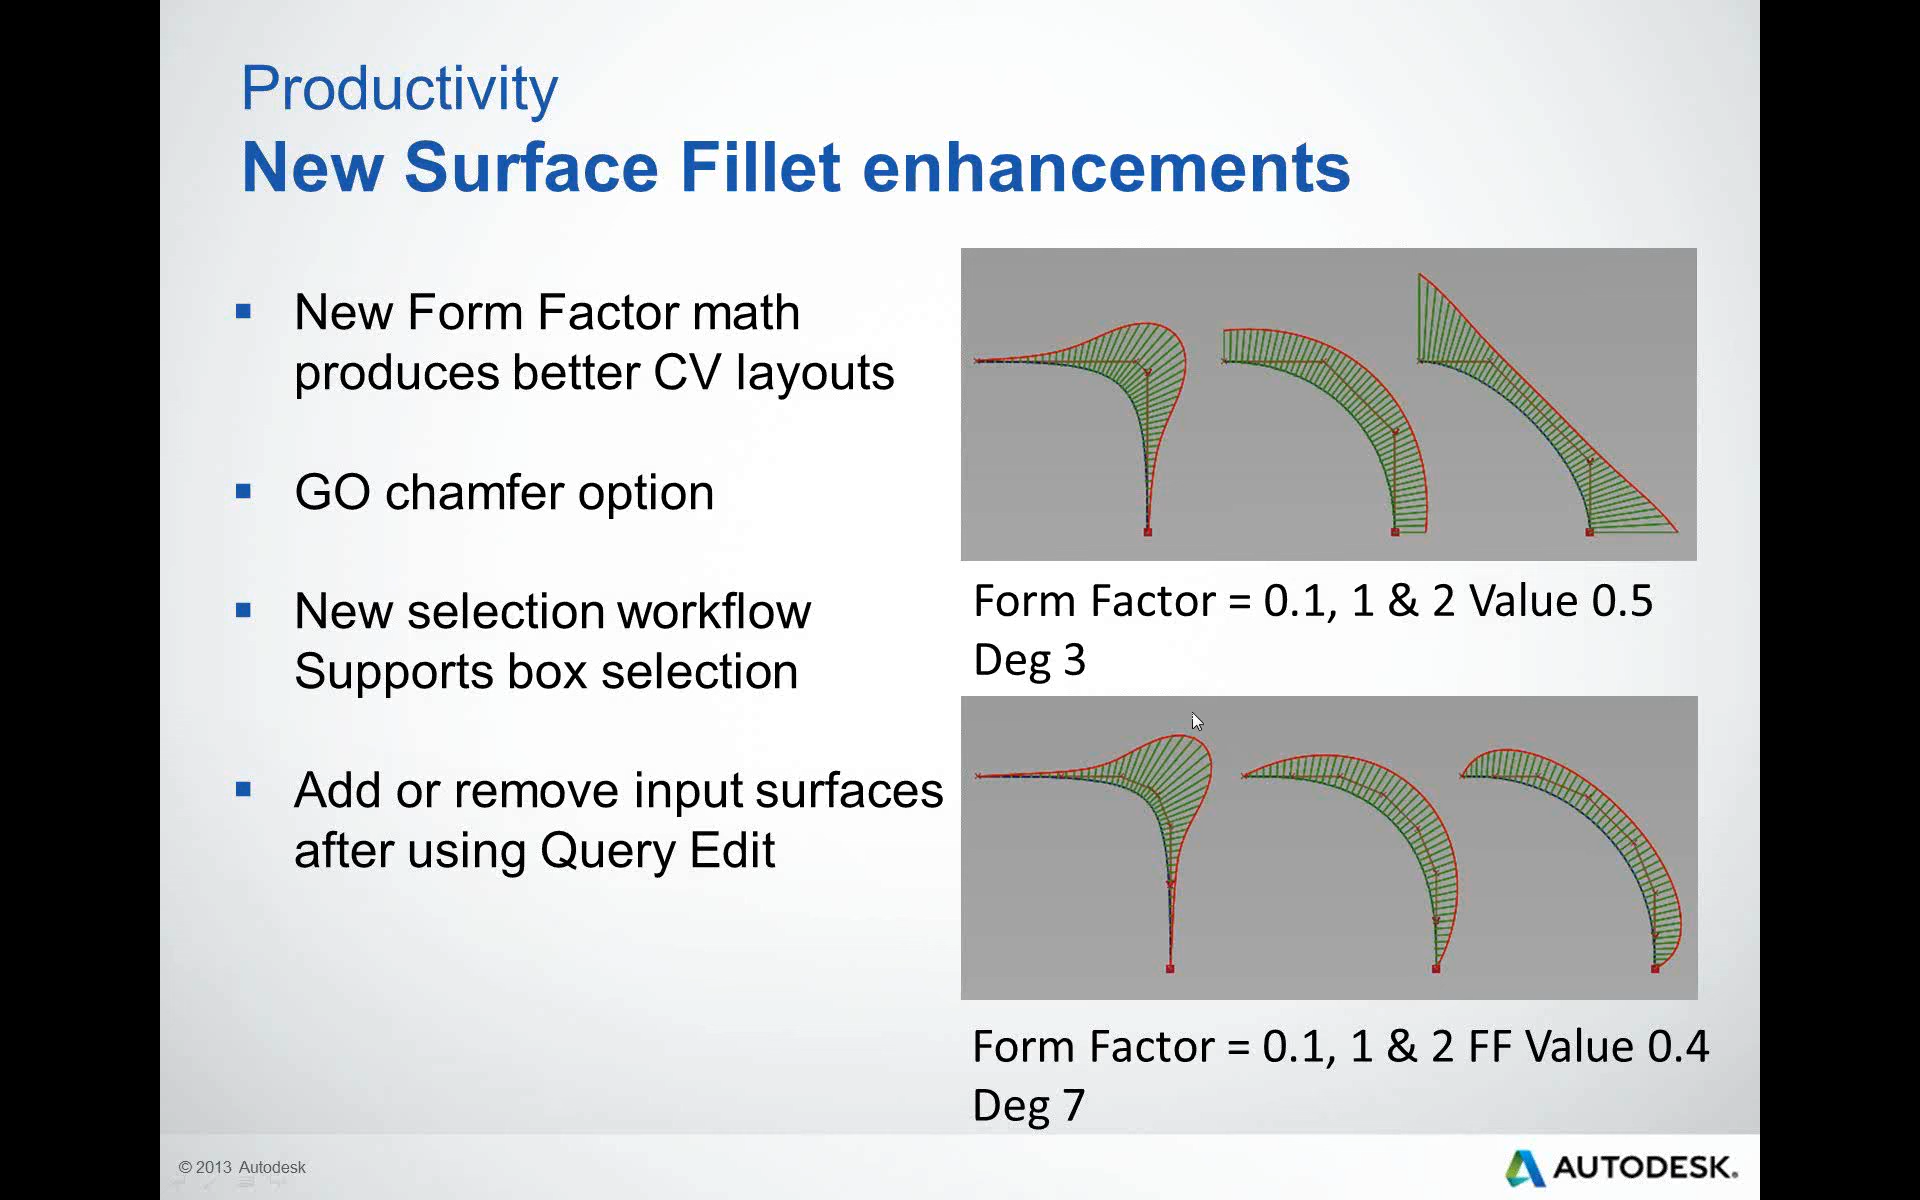 Productivity
New Surface Fillet enhancements
New Form Factor math
produces better CV layouts
GO chamfer option
New selection workflow
Supports box selection
Add or remove input surfaces
after using Query Edit
Form Factor = 0.1, 1 & 2 Value 0.5
Deg 3
Form Factor = 0.1, 1 & 2 FF Value 0.4
Deg 7
© 2013 Autodesk
AUTODESK.